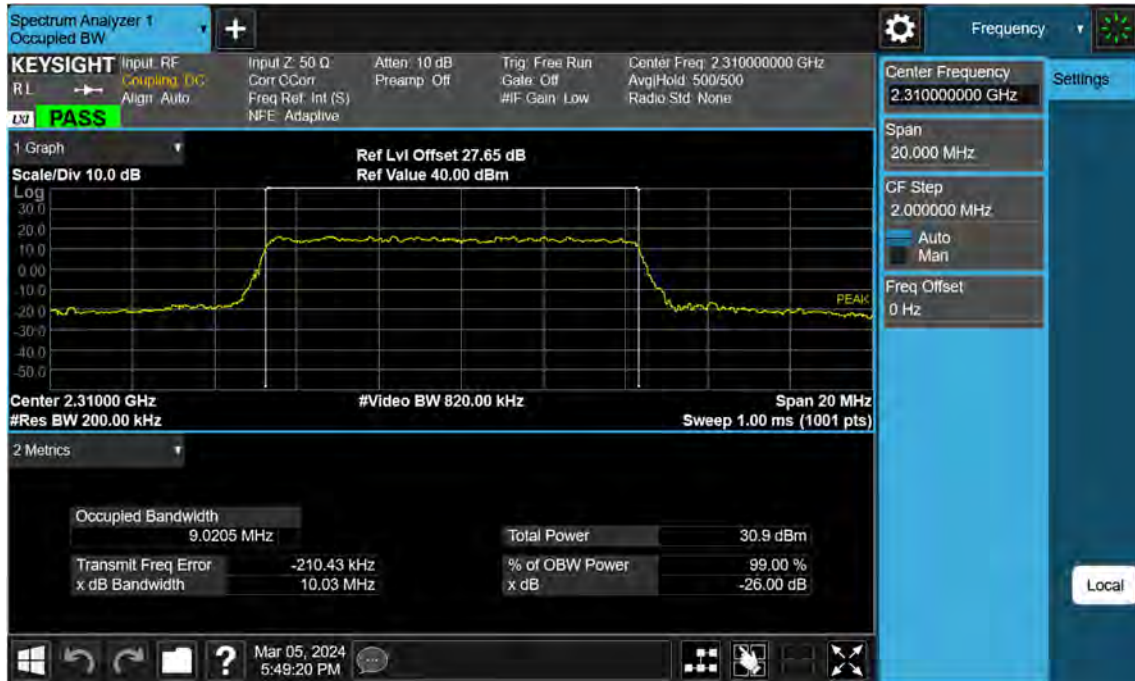 Spectrum Analyzer 1
Occupied BW
+
Frequency
KEYSIGHT
RL
LXI PASS
Input: RF
Coupling: DC
Align: Auto
Input Z: 50 Ω
Corr CCorr
Freq Ref: Int (S)
NFE: Adaptive
Atten: 10 dB
Preamp: Off
Trig: Free Run
Gate: Off
#IF Gain: Low
Center Freq: 2.310000000 GHz
Avg|Hold: 500/500
Radio Std: None
Center Frequency
2.310000000 GHz
Settings
Span
20.000 MHz
CF Step
2.000000 MHz
Auto
Man
Freq Offset
0 Hz
1 Graph
Scale/Div 10.0 dB
Ref Lvl Offset 27.65 dB
Ref Value 40.00 dBm
Log
30.0
20.0
10.0
0.00
-10.0
-20.0
-30.0
-40.0
-50.0
PEAK
Center 2.31000 GHz
#Res BW 200.00 kHz
#Video BW 820.00 kHz
Span 20 MHz
Sweep 1.00 ms (1001 pts)
2 Metrics
Occupied Bandwidth
9.0205 MHz
Total Power 30.9 dBm
Transmit Freq Error -210.43 kHz
x dB Bandwidth 10.03 MHz
% of OBW Power 99.00 %
x dB -26.00 dB
Local
?
Mar 05, 2024
5:49:20 PM